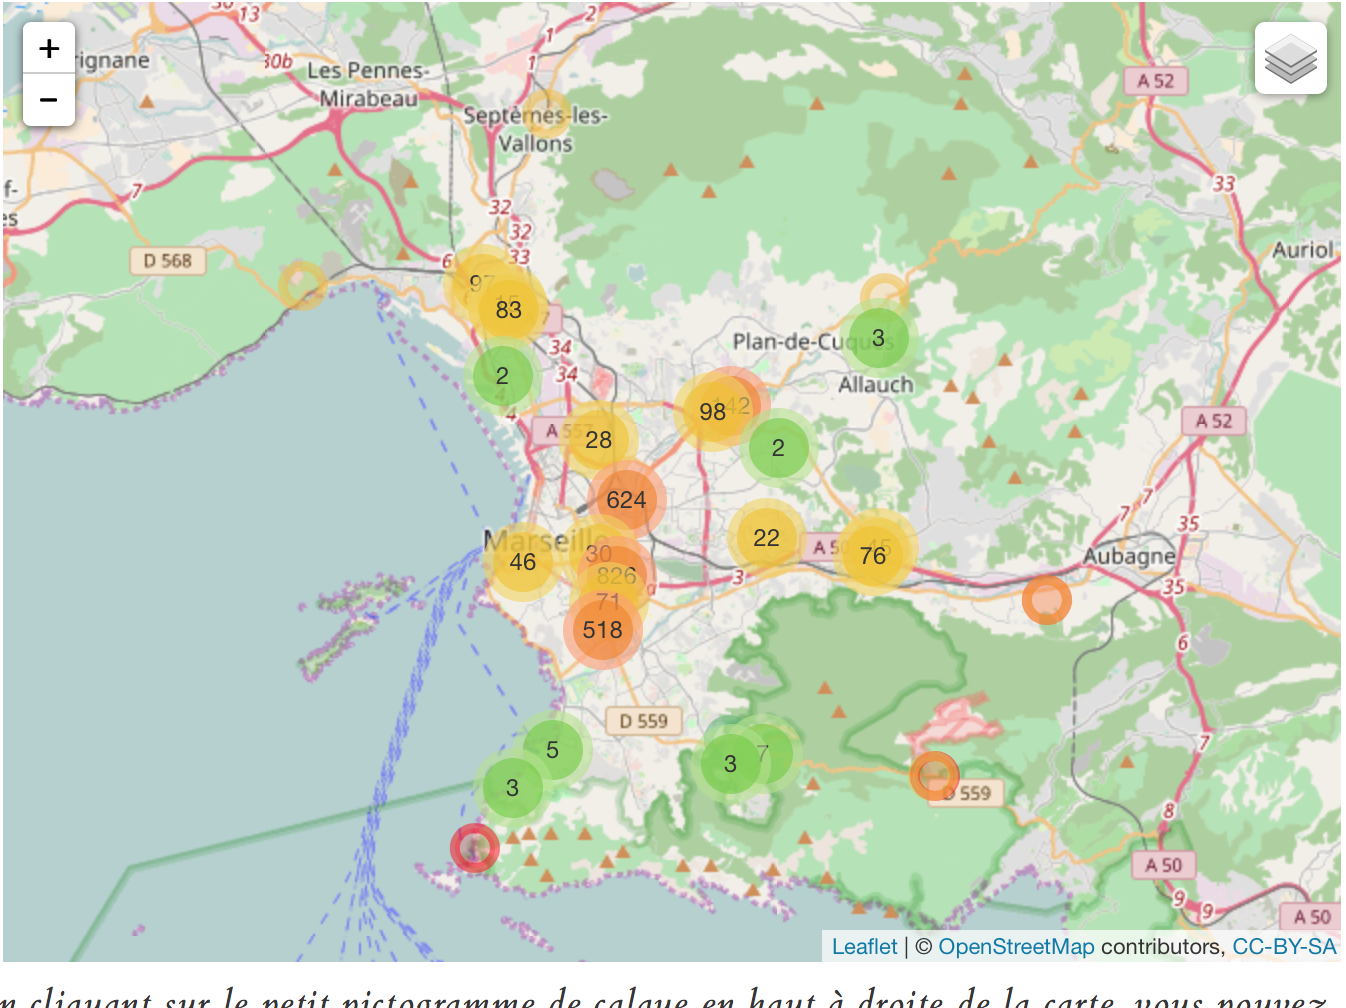 +
−
30
13
2
1
rignane
30b
Les Pennes-
Mirabeau
1
A 52
Septèmes-les-
Vallons
7
33
f-
es
32
32
33
Auriol
D 568
6
97
83
34
Plan-de-Cuques
3
34
2
Allauch
4
98
142
A 52
A 557
28
2
624
7
7
35
22
A 50
45
76
Marseille
46
30
826
Aubagne
3
35
71
518
6
D 559
5
3
7
7
3
D 559
8
A 50
9
9
A 50
Leaflet | © OpenStreetMap contributors, CC-BY-SA
n cliquant sur le petit pictogramme de calque en haut à droite de la carte, vous pouvez